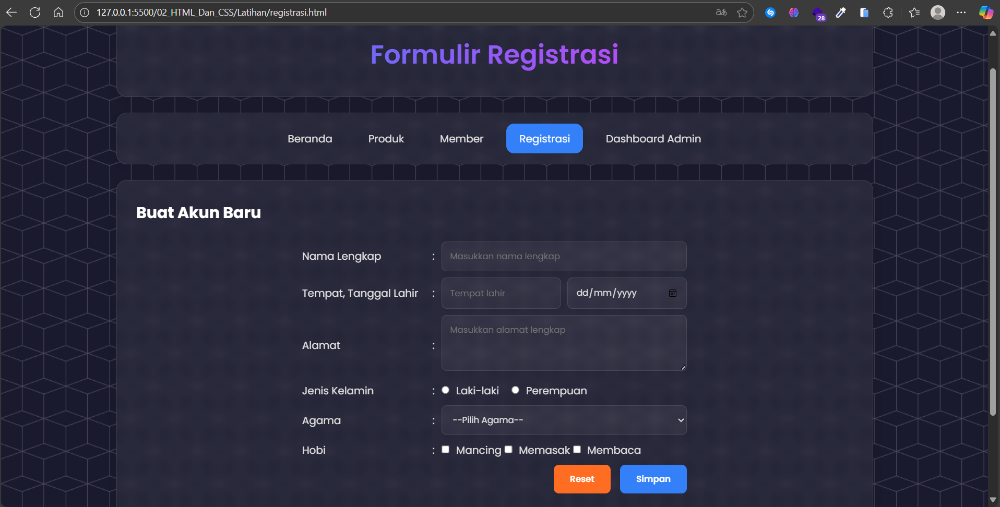 127.0.0.1:5500/02_HTML_Dan_CSS/Latihan/registrasi.html
aあ
28
Formulir Registrasi
Beranda Produk Member Registrasi Dashboard Admin
Buat Akun Baru
Nama Lengkap : Masukkan nama lengkap
Tempat, Tanggal Lahir : Tempat lahir dd/mm/yyyy
Alamat : Masukkan alamat lengkap
Jenis Kelamin : Laki-laki Perempuan
Agama : --Pilih Agama--
Hobi : Mancing Memasak Membaca
Reset Simpan